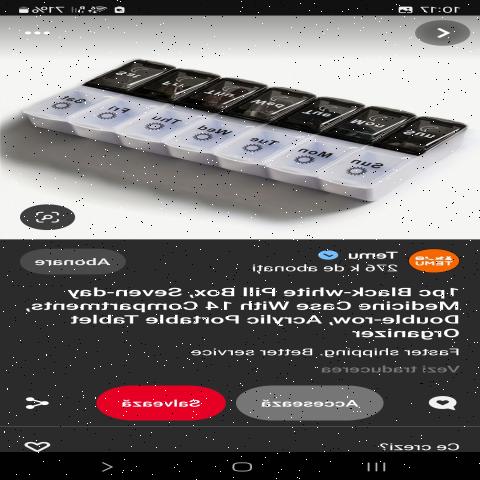 10:17 71%
Sun Mon Tue Wed Thu Fri Sat
Sun Mon Tue Wed Thu Fri Sat
TEMU
Temu
276 k de abonați
Abonare
1pc Black-white Pill Box, Seven-day
Medicine Case With 14 Compartments,
Double-row, Acrylic Portable Tablet
Organizer
Faster shipping. Better service
Vezi traducerea
Accesează
Salvează
Ce crezi?